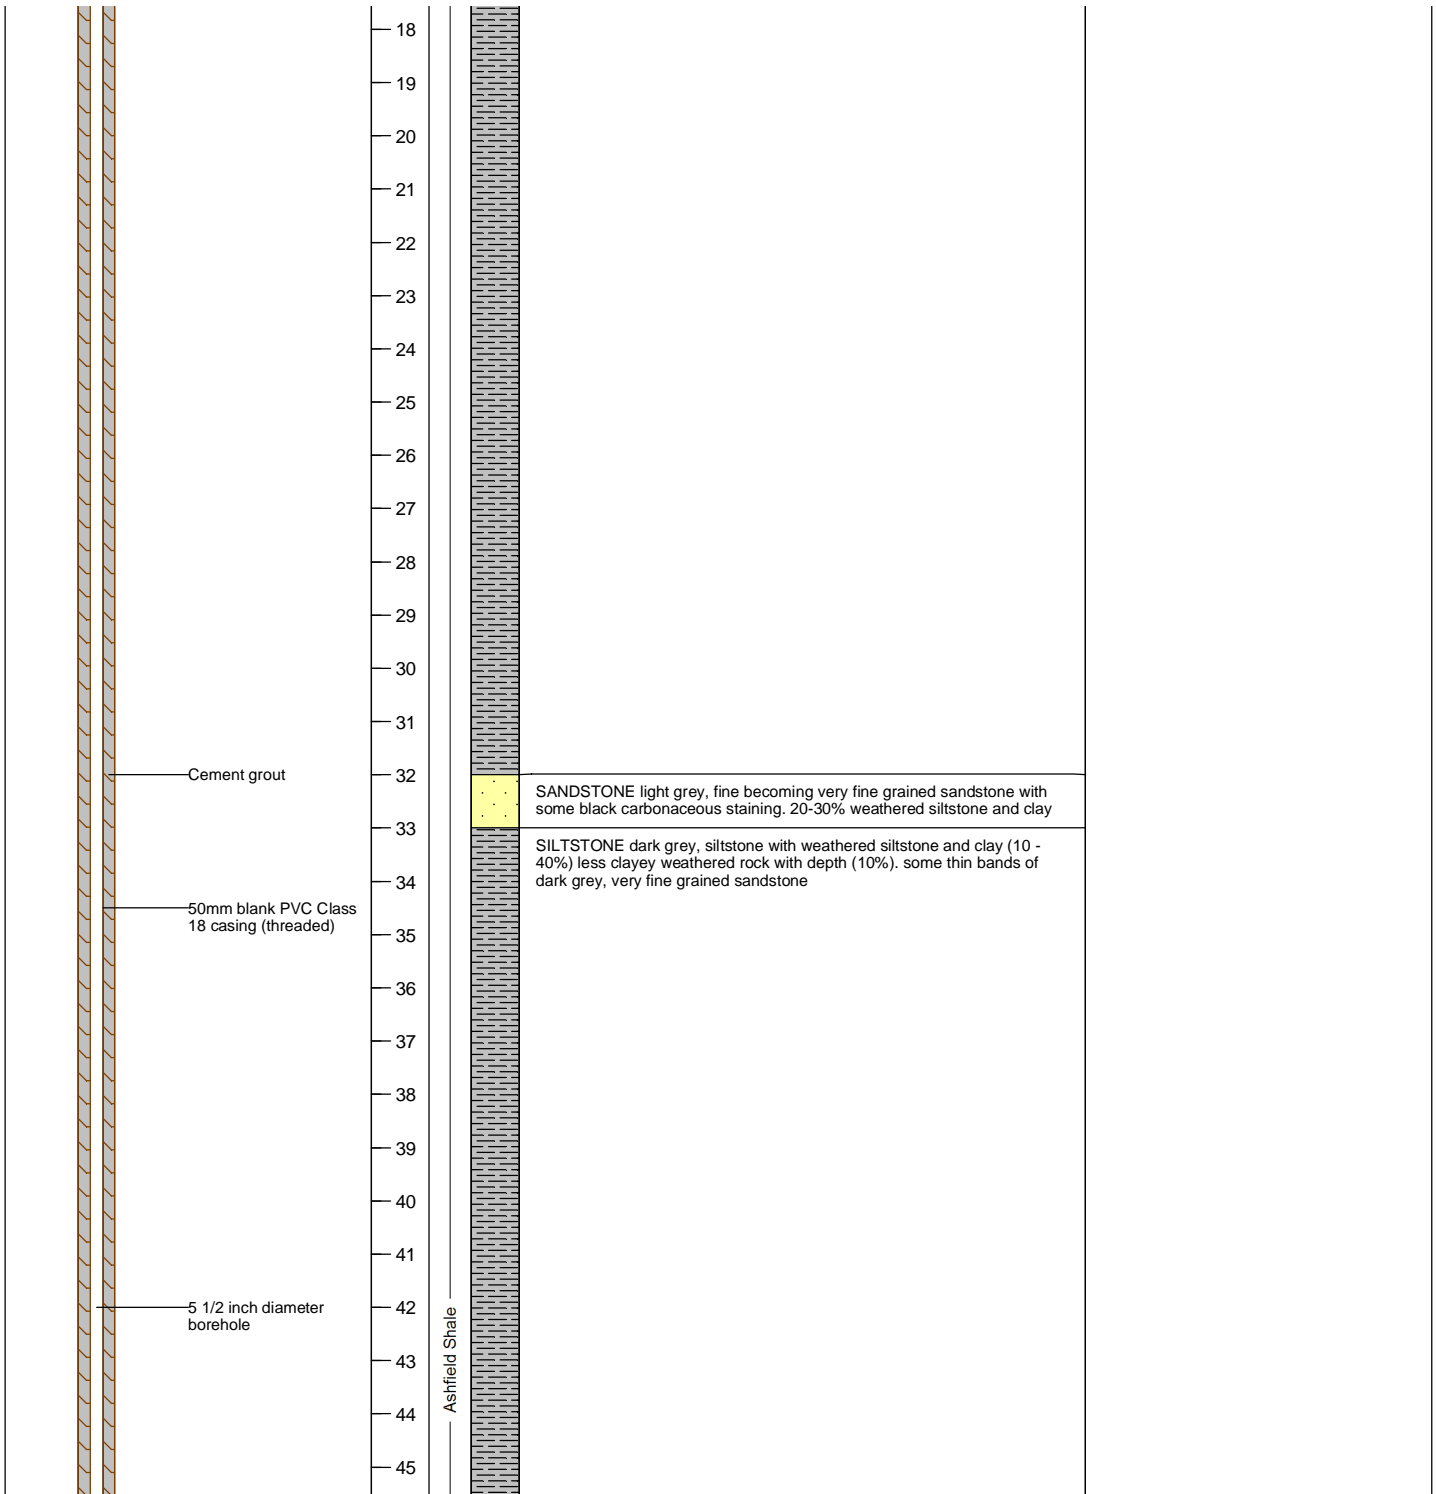 18
19
20
21
22
23
24
25
26
27
28
29
30
31
Cement grout
32
SANDSTONE light grey, fine becoming very fine grained sandstone with
some black carbonaceous staining. 20-30% weathered siltstone and clay
33
SILTSTONE dark grey, siltstone with weathered siltstone and clay (10 -
40%) less clayey weathered rock with depth (10%). some thin bands of
dark grey, very fine grained sandstone
34
50mm blank PVC Class
18 casing (threaded)
35
36
37
38
39
40
41
5 1/2 inch diameter
borehole
42
43
44
45
Ashfield Shale